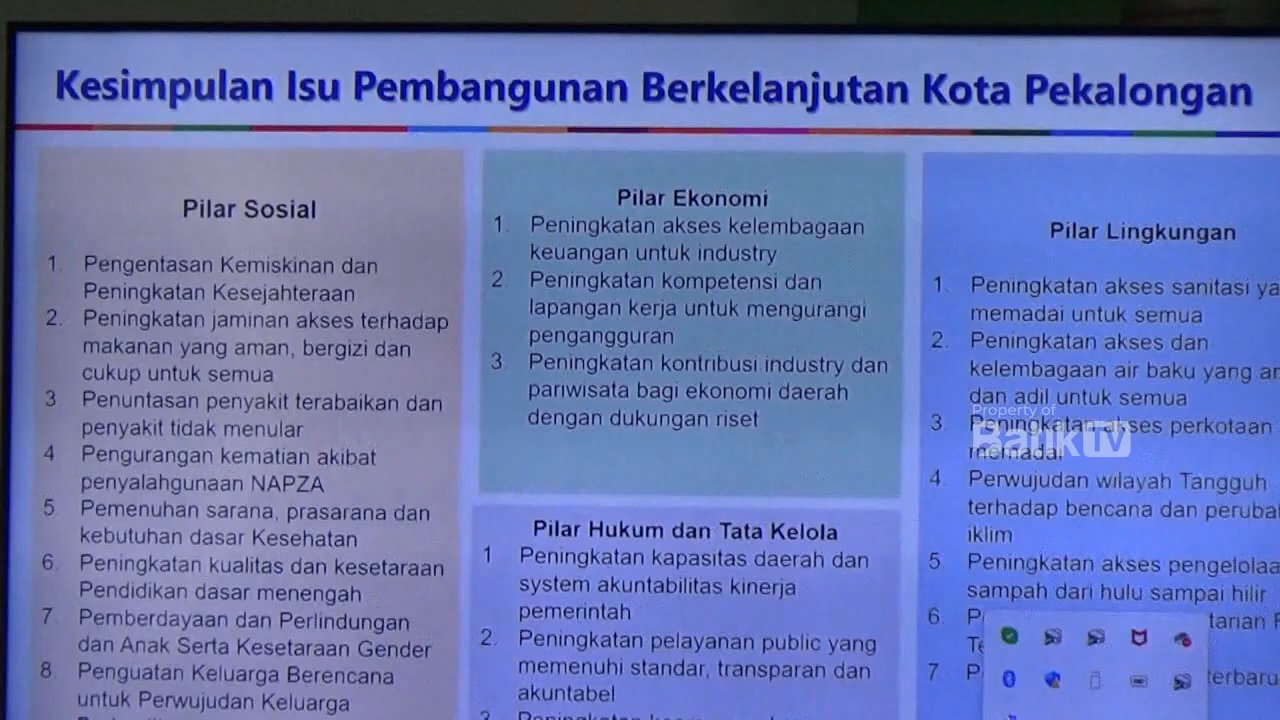 Kesimpulan Isu Pembangunan Berkelanjutan Kota Pekalongan
Pilar Sosial
1. Pengentasan Kemiskinan dan
Peningkatan Kesejahteraan
2. Peningkatan jaminan akses terhadap
makanan yang aman, bergizi dan
cukup untuk semua
3 Penuntasan penyakit terabaikan dan
penyakit tidak menular
4 Pengurangan kematian akibat
penyalahgunaan NAPZA
5. Pemenuhan sarana, prasarana dan
kebutuhan dasar Kesehatan
6. Peningkatan kualitas dan kesetaraan
Pendidikan dasar menengah
7. Pemberdayaan dan Perlindungan
dan Anak Serta Kesetaraan Gender
8. Penguatan Keluarga Berencana
untuk Perwujudan Keluarga
Pilar Ekonomi
1. Peningkatan akses kelembagaan
keuangan untuk industry
2. Peningkatan kompetensi dan
lapangan kerja untuk mengurangi
pengangguran
3 Peningkatan kontribusi industry dan
pariwisata bagi ekonomi daerah
dengan dukungan riset
Pilar Hukum dan Tata Kelola
1 Peningkatan kapasitas daerah dan
system akuntabilitas kinerja
pemerintah
2. Peningkatan pelayanan public yang
memenuhi standar, transparan dan
akuntabel
3 Peningkatan
Pilar Lingkungan
1. Peningkatan akses sanitasi ya
memadai untuk semua
2. Peningkatan akses dan
kelembagaan air baku yang
dan adil untuk semua
3. Peningkatan akses perkotaan
memadai
4. Perwujudan wilayah Tangguh
terhadap bencana dan peruba
iklim
5. Peningkatan akses pengelolaa
sampah dari hulu sampai hilir
6. P tarian
Te
7 P terbaru
Property of
BatikTV